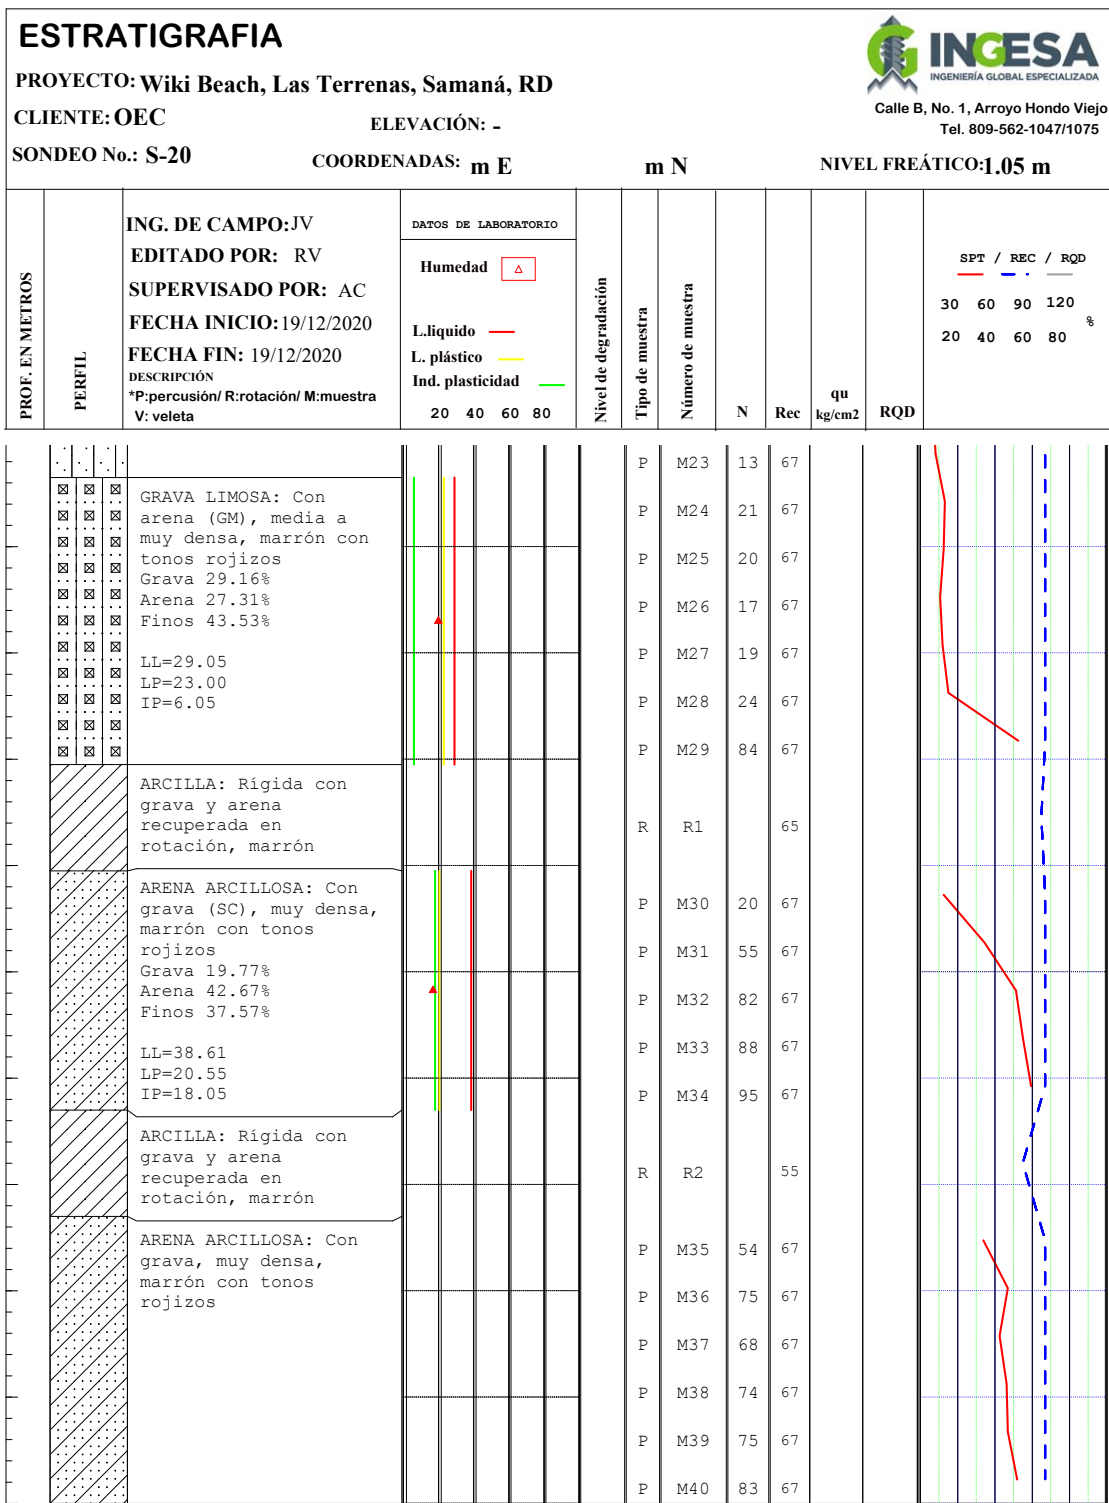 ESTRATIGRAFIA
INGESA
INGENIERÍA GLOBAL ESPECIALIZADA
PROYECTO: Wiki Beach, Las Terrenas, Samaná, RD
Calle B, No. 1, Arroyo Hondo Viejo
CLIENTE: OEC
ELEVACIÓN: -
Tel. 809-562-1047/1075
SONDEO No.: S-20
COORDENADAS: m E m N
NIVEL FREÁTICO: 1.05 m
PROF. EN METROS
PERFIL
ING. DE CAMPO: JV
EDITADO POR: RV
SUPERVISADO POR: AC
FECHA INICIO: 19/12/2020
FECHA FIN: 19/12/2020
DESCRIPCIÓN
*P:percusión/ R:rotación/ M:muestra
V: veleta
DATOS DE LABORATORIO
Humedad
L.liquido
L. plástico
Ind. plasticidad
20 40 60 80
Nivel de degradación
Tipo de muestra
Número de muestra
N
Rec
qu
kg/cm2
RQD
SPT / REC / RQD
30 60 90 120
%
20 40 60 80
P M23 13 67
GRAVA LIMOSA: Con
arena (GM), media a
muy densa, marrón con
tonos rojizos
Grava 29.16%
Arena 27.31%
Finos 43.53%
LL=29.05
LP=23.00
IP=6.05
P M24 21 67
P M25 20 67
P M26 17 67
P M27 19 67
P M28 24 67
P M29 84 67
ARCILLA: Rígida con
grava y arena
recuperada en
rotación, marrón
R R1 65
ARENA ARCILLOSA: Con
grava (SC), muy densa,
marrón con tonos
rojizos
Grava 19.77%
Arena 42.67%
Finos 37.57%
LL=38.61
LP=20.55
IP=18.05
P M30 20 67
P M31 55 67
P M32 82 67
P M33 88 67
P M34 95 67
ARCILLA: Rígida con
grava y arena
recuperada en
rotación, marrón
R R2 55
ARENA ARCILLOSA: Con
grava, muy densa,
marrón con tonos
rojizos
P M35 54 67
P M36 75 67
P M37 68 67
P M38 74 67
P M39 75 67
P M40 83 67